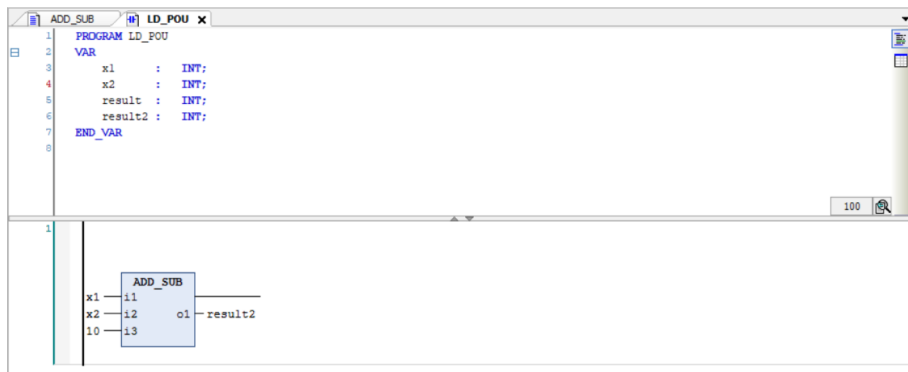 ADD_SUB LD_POU
1 PROGRAM LD_POU
2 VAR
3 x1 : INT;
4 x2 : INT;
5 result : INT;
6 result2 : INT;
7 END_VAR
8
100
1
ADD_SUB
x1 i1
x2 i2 o1 result2
10 i3